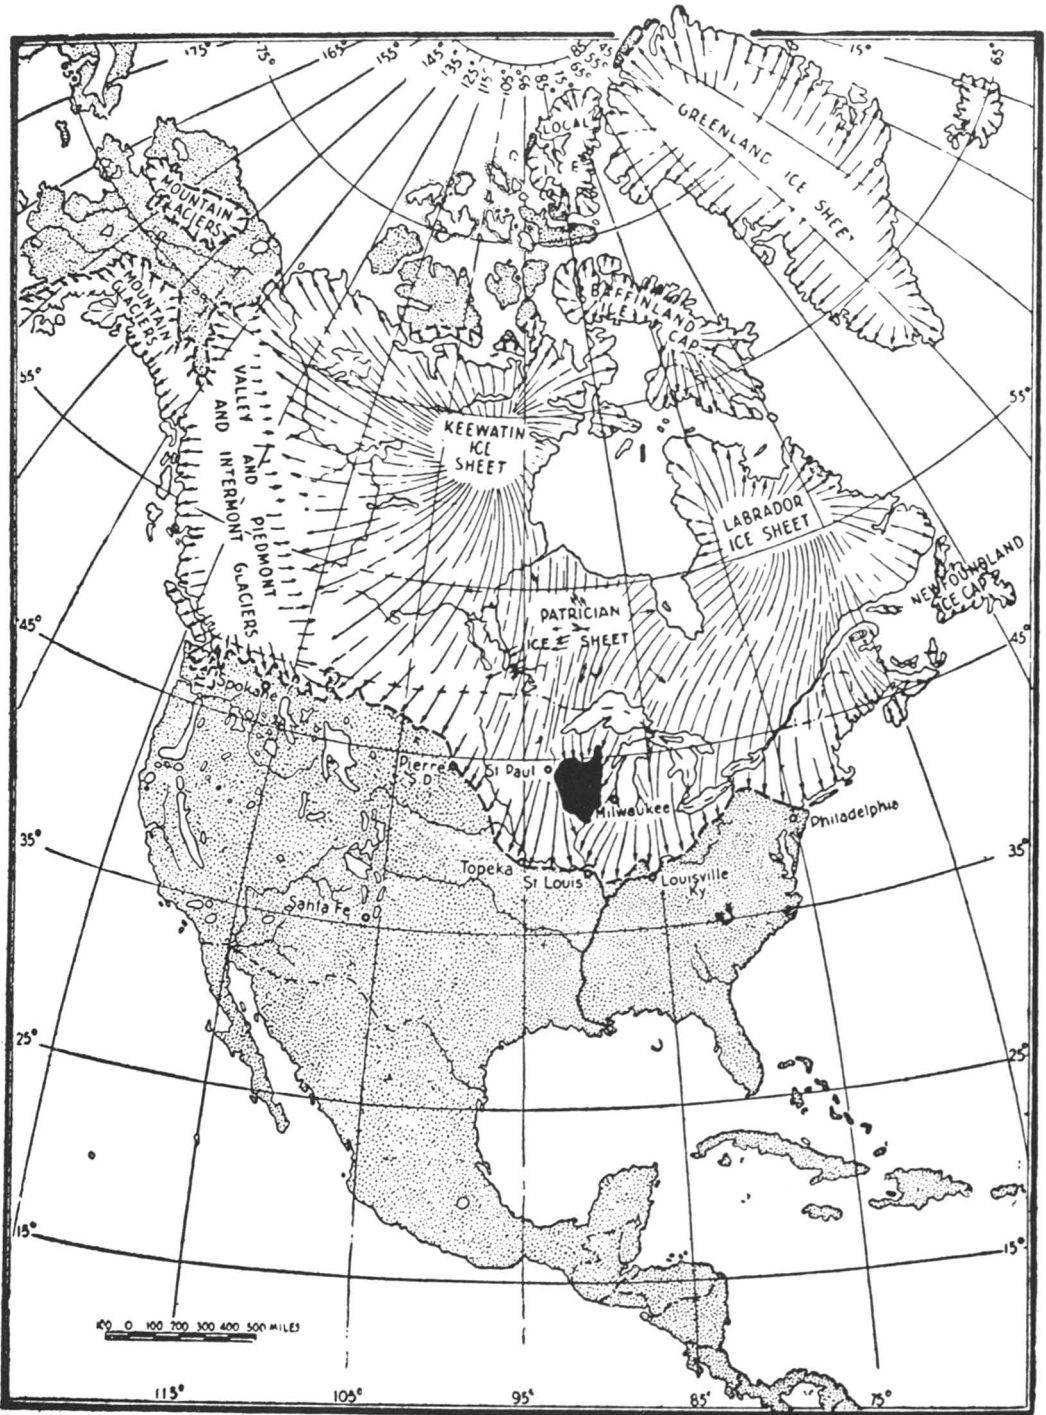 175°
75°
165°
155°
145°
135°
125°
115°
105°
95°
85°
75°
65°
15°
65°
LOCAL
GREENLAND
ICE
SHEET
MOUNTAIN
GLACIERS
MOUNTAIN
GLACIERS
BAFFINLAND
ICE
CAP
55°
55°
VALLEY AND PIEDMONT
AND INTERMONT GLACIERS
KEEWATIN
ICE
SHEET
LABRADOR
ICE SHEET
NEWFOUNDLAND
ICE CAP
PATRICIAN
ICE SHEET
45°
45°
Spokane
Pierre
S.D.
St Paul
Milwaukee
Philadelphia
35°
35°
Topeka
St Louis
Louisville
Ky
Santa Fe
25°
25°
15°
15°
100 0 100 200 300 400 500 MILES
115°
105°
95°
85°
75°